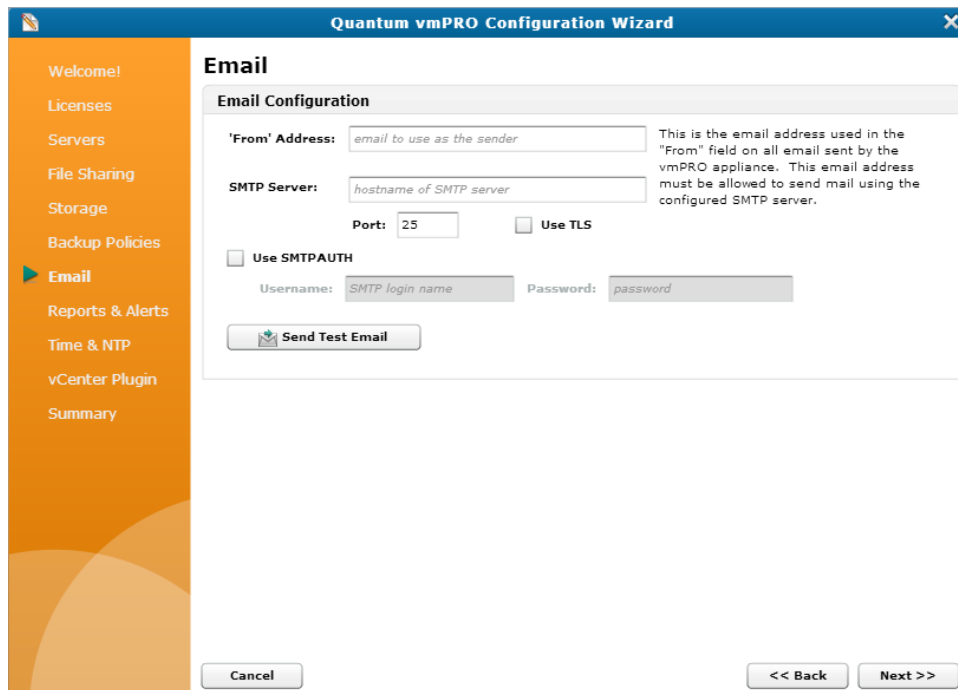 Quantum vmPRO Configuration Wizard
Welcome!
Licenses
Servers
File Sharing
Storage
Backup Policies
Email
Reports & Alerts
Time & NTP
vCenter Plugin
Summary
Email
Email Configuration
'From' Address: email to use as the sender
SMTP Server: hostname of SMTP server
Port: 25 Use TLS
Use SMTPAUTH
Username: SMTP login name Password: password
Send Test Email
This is the email address used in the
"From" field on all email sent by the
vmPRO appliance. This email address
must be allowed to send mail using the
configured SMTP server.
Cancel << Back Next >>